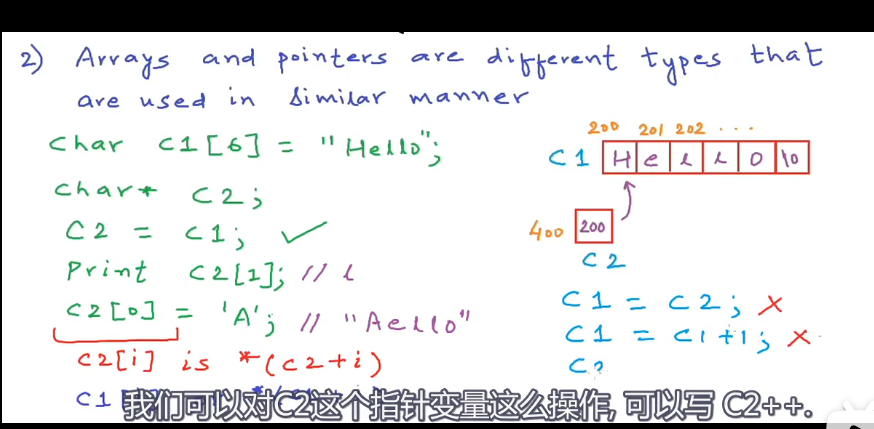 2) Arrays and pointers are different types that
are used in similar manner
char C1[6] = "Hello";
char* C2;
C2 = C1; ✓
Print C2[1]; // l
C2[0] = 'A'; // "Aello"
C2[i] is *(C2+i)
C1
200 201 202 ...
C1 H e l l o \0
400 200
C2
C1 = C2; ✗
C1 = C1+1; ✗
C2
我们可以对C2这个指针变量这么操作, 可以写 C2++.